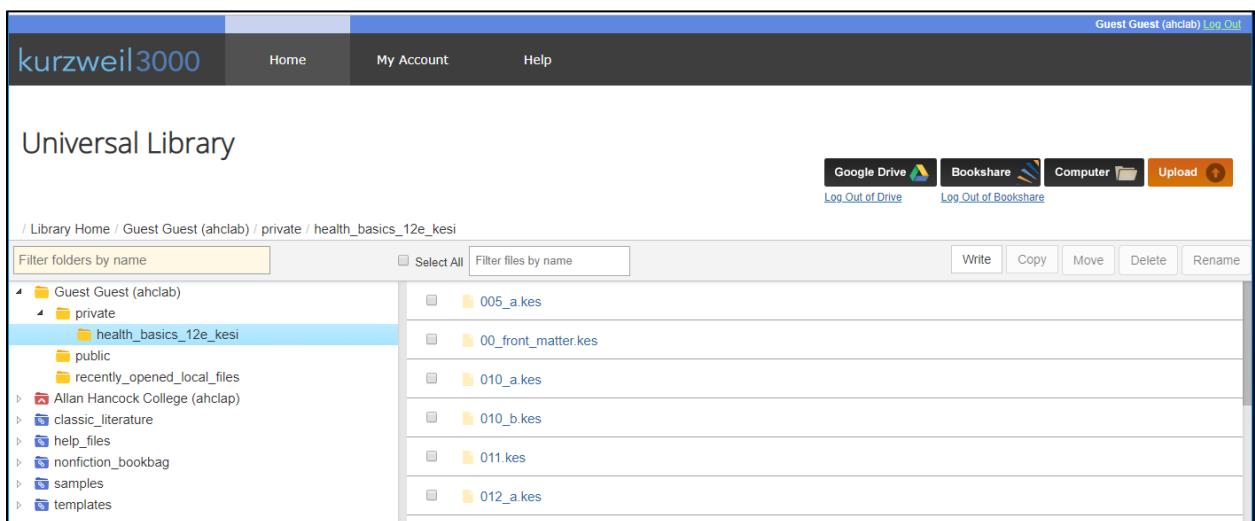 Guest Guest (ahclab) Log Out
kurzweil3000 Home My Account Help
Universal Library
Google Drive Bookshare Computer Upload
Log Out of Drive Log Out of Bookshare
/ Library Home / Guest Guest (ahclab) / private / health_basics_12e_kesi
Filter folders by name Select All Filter files by name Write Copy Move Delete Rename
Guest Guest (ahclab)
private
health_basics_12e_kesi
public
recently_opened_local_files
Allan Hancock College (ahclap)
classic_literature
help_files
nonfiction_bookbag
samples
templates
005_a.kes
00_front_matter.kes
010_a.kes
010_b.kes
011.kes
012_a.kes